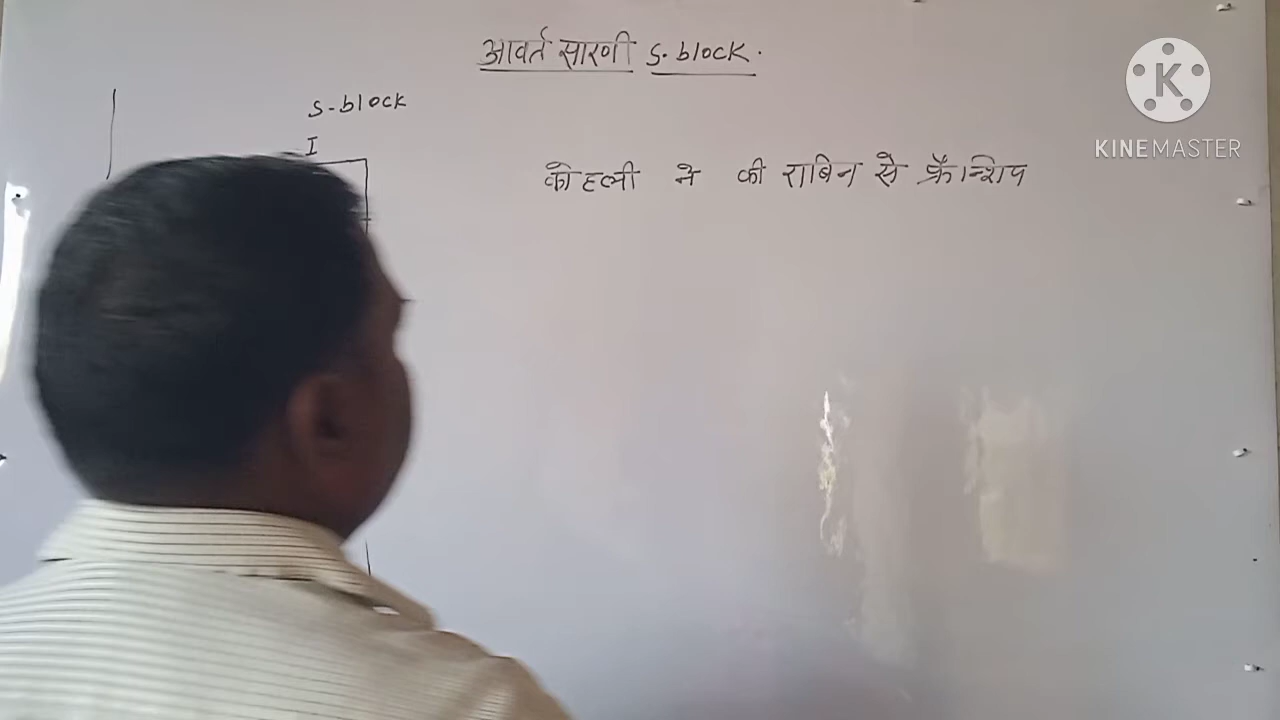 आवर्त सारणी S.block.
S-block
I
कोहली ने की राबिन से फ्रैन्शिप
K
KINEMASTER